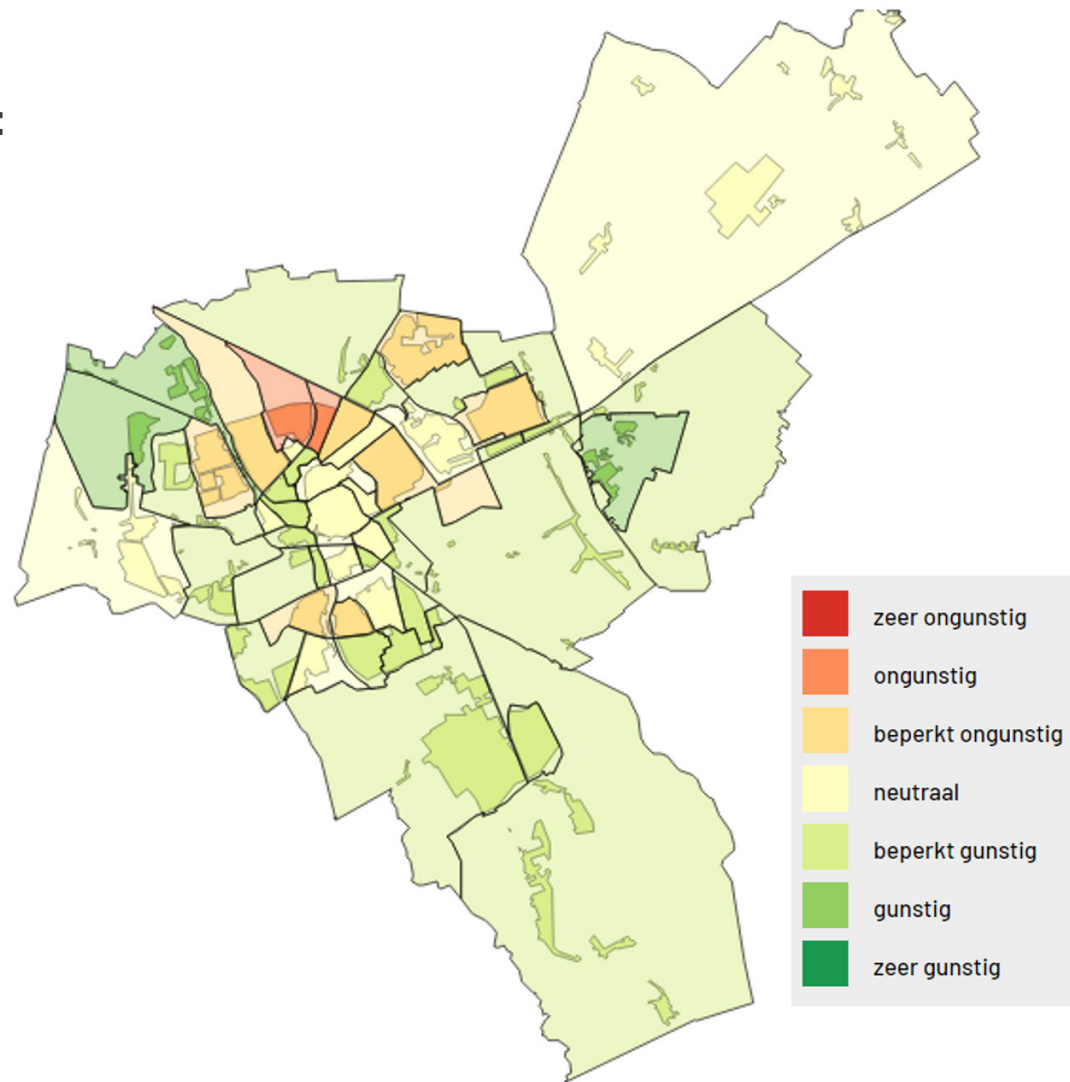 :
zeer ongunstig
ongunstig
beperkt ongunstig
neutraal
beperkt gunstig
gunstig
zeer gunstig